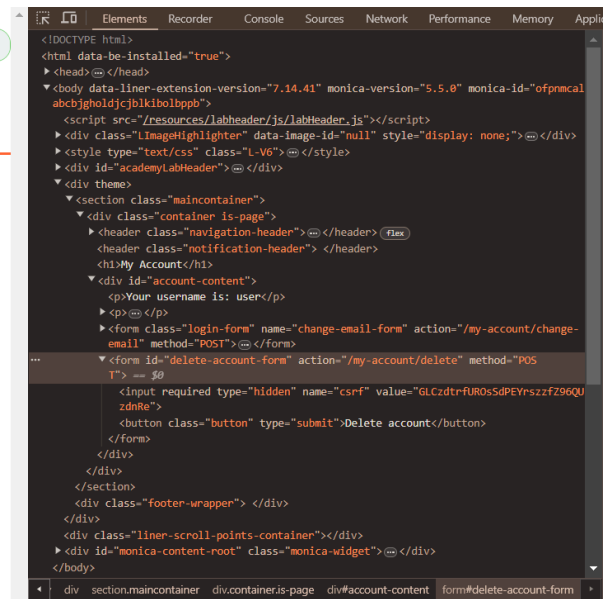 Elements Recorder Console Sources Network Performance Memory Applic
<!DOCTYPE html>
<html data-be-installed="true">
<head>⋯</head>
<body data-liner-extension-version="7.14.41" monica-version="5.5.0" monica-id="ofpnmcal
abcbjgholdjcjblkibolbppb">
<script src="/resources/labheader/js/labHeader.js"></script>
<div class="LImageHighlighter" data-image-id="null" style="display: none;">⋯</div>
<style type="text/css" class="L-V6">⋯</style>
<div id="academyLabHeader">⋯</div>
<div theme>
<section class="maincontainer">
<div class="container is-page">
<header class="navigation-header">⋯</header> flex
<header class="notification-header"> </header>
<h1>My Account</h1>
<div id="account-content">
<p>Your username is: user</p>
<p>⋯</p>
<form class="login-form" name="change-email-form" action="/my-account/change-
email" method="POST">⋯</form>
<form id="delete-account-form" action="/my-account/delete" method="POS
T"> == $0
<input required type="hidden" name="csrf" value="GLCzdtrfUROsSdPEYrszzfZ96QU
zdnRe">
<button class="button" type="submit">Delete account</button>
</form>
</div>
</div>
</section>
<div class="footer-wrapper"> </div>
</div>
<div class="liner-scroll-points-container"></div>
<div id="monica-content-root" class="monica-widget">⋯</div>
</body>
div section.maincontainer div.container.is-page div#account-content form#delete-account-form